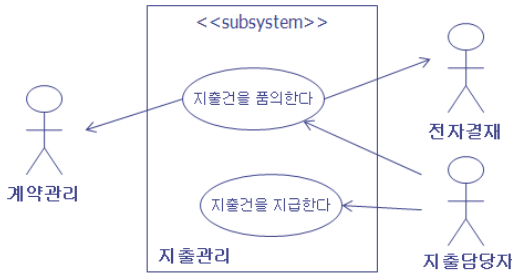 <<subsystem>>
지출건을 품의한다
전자결재
계약관리
지출건을 지급한다
지출관리
지출담당자